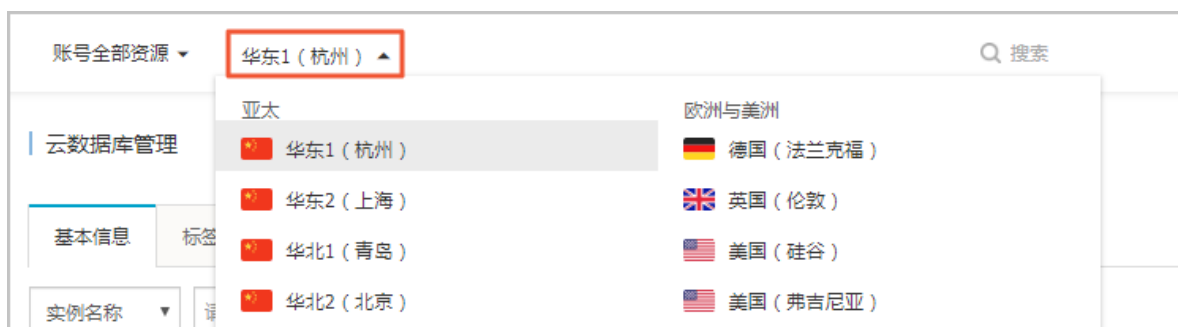 账号全部资源
华东1（杭州）
搜索
云数据库管理
亚太
华东1（杭州）
华东2（上海）
华北1（青岛）
华北2（北京）
欧洲与美洲
德国（法兰克福）
英国（伦敦）
美国（硅谷）
美国（弗吉尼亚）
基本信息
标签
实例名称